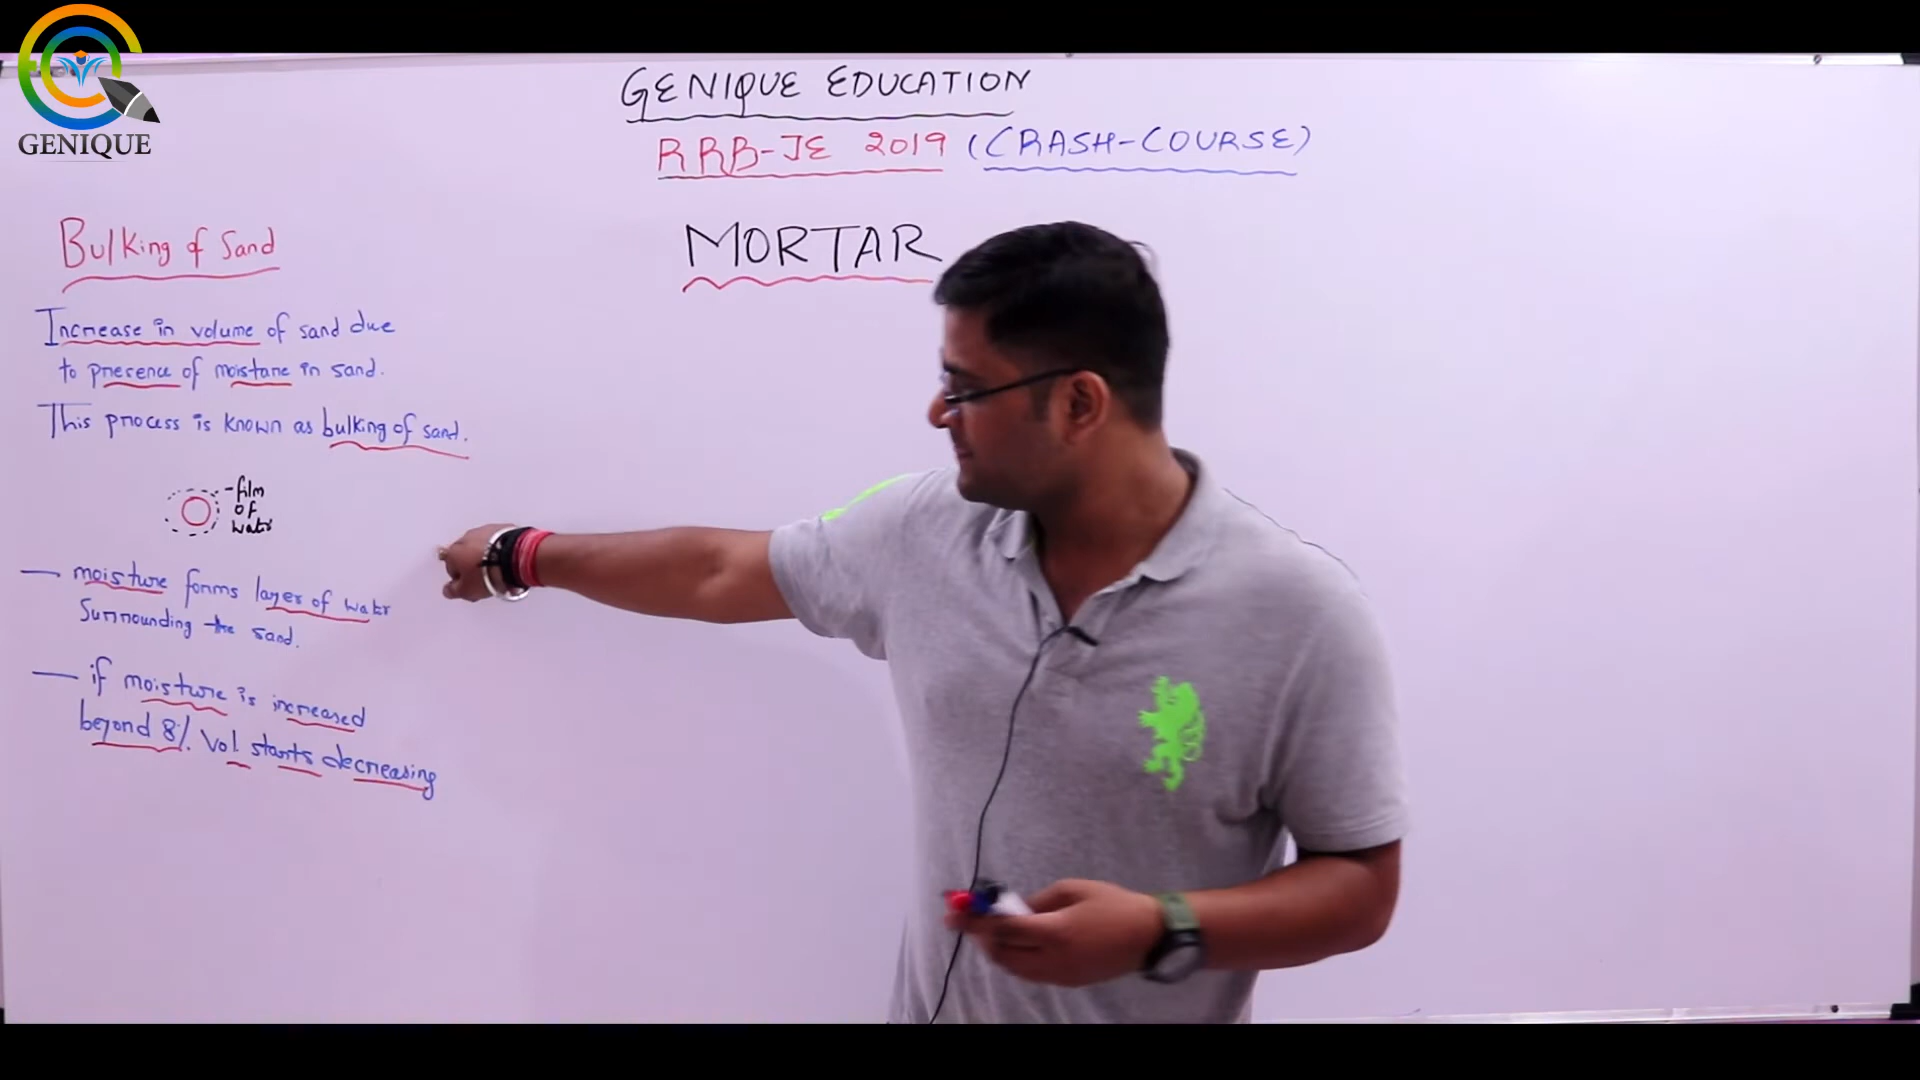 GENIQUE
GENIQUE EDUCATION
RRB-JE 2019 (CRASH-COURSE)
MORTAR
Bulking of Sand
Increase in volume of sand due
to presence of moistare in sand.
This process is known as bulking of sand.
-film
of
water
— moisture forms layer of water
Surrounding the sand.
— if moisture is increased
beyond 8%. Vol. starts decreasing